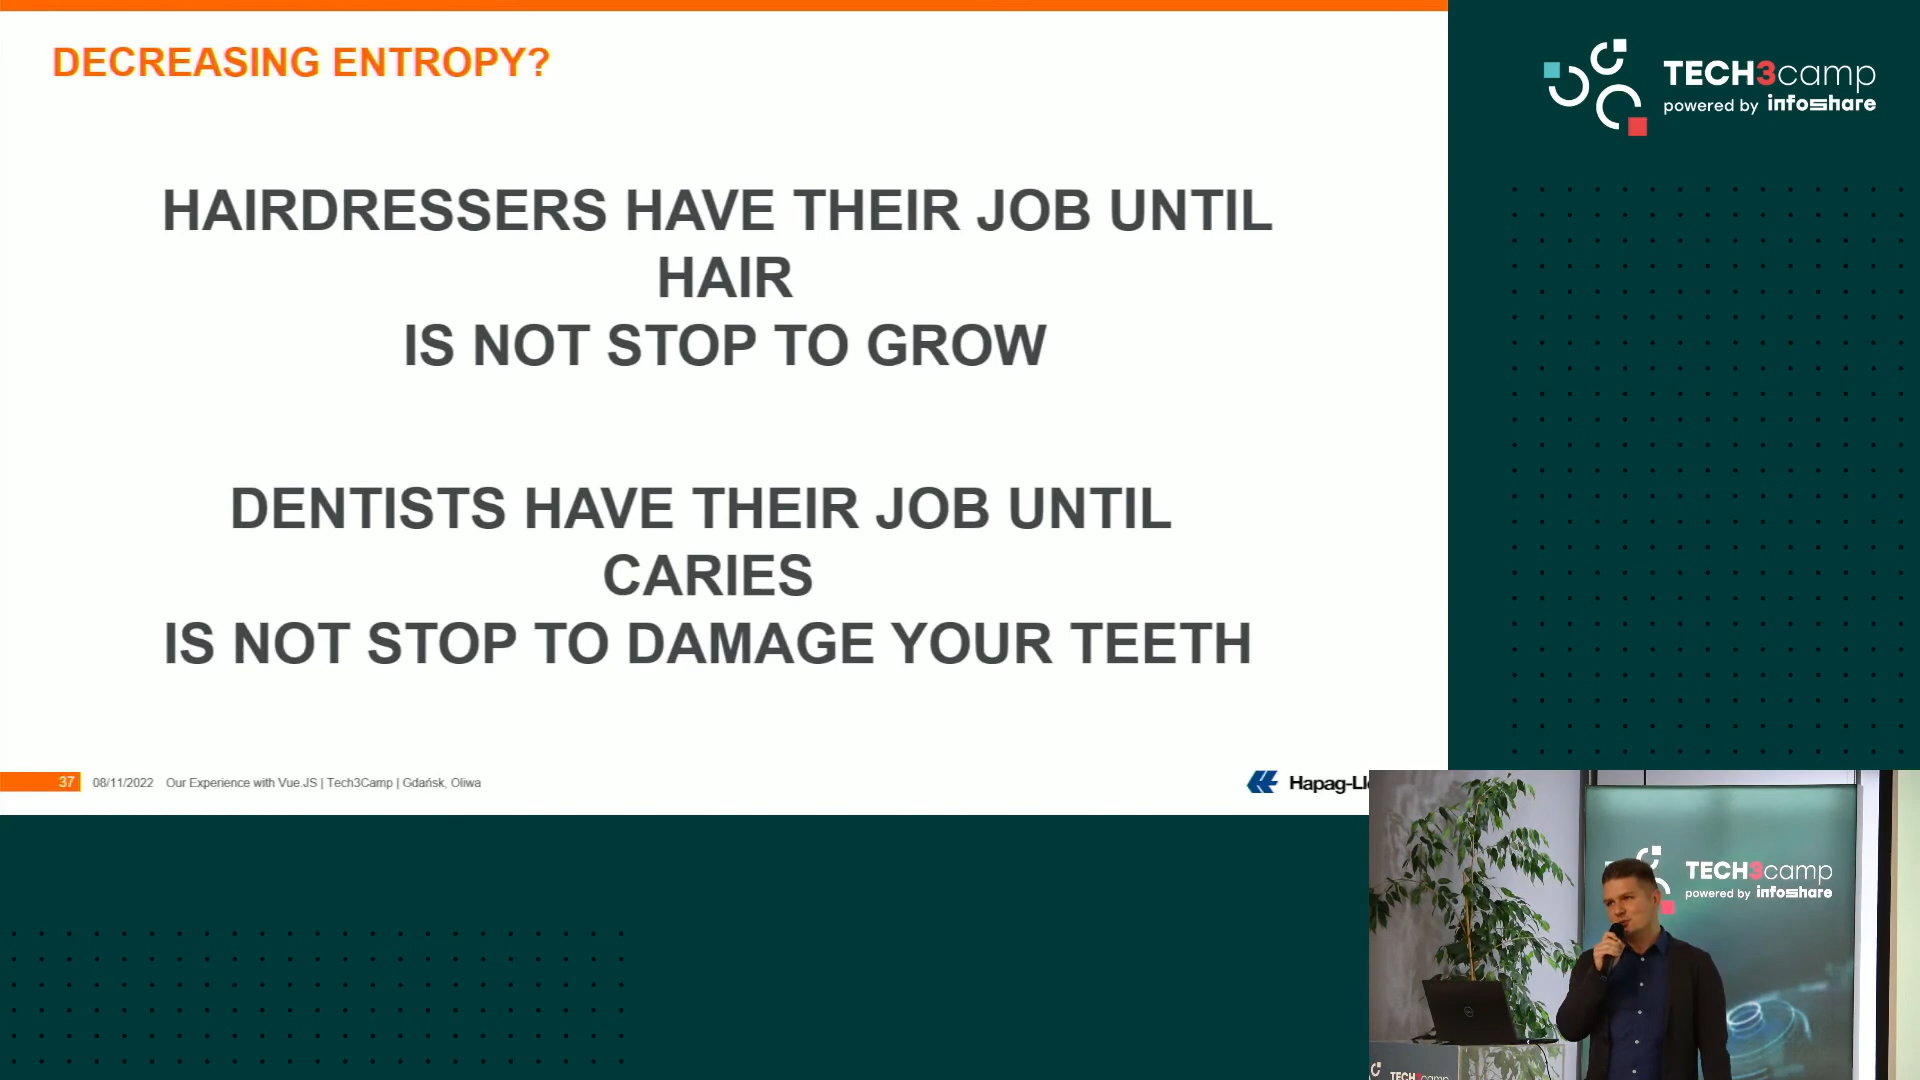 DECREASING ENTROPY?
HAIRDRESSERS HAVE THEIR JOB UNTIL
HAIR
IS NOT STOP TO GROW
DENTISTS HAVE THEIR JOB UNTIL
CARIES
IS NOT STOP TO DAMAGE YOUR TEETH
37 08/11/2022 Our Experience with Vue.JS | Tech3Camp | Gdańsk, Oliwa
Hapag-Ll
TECH3camp
powered by infoshare
TECH3camp
powered by infoshare
TECH3camp